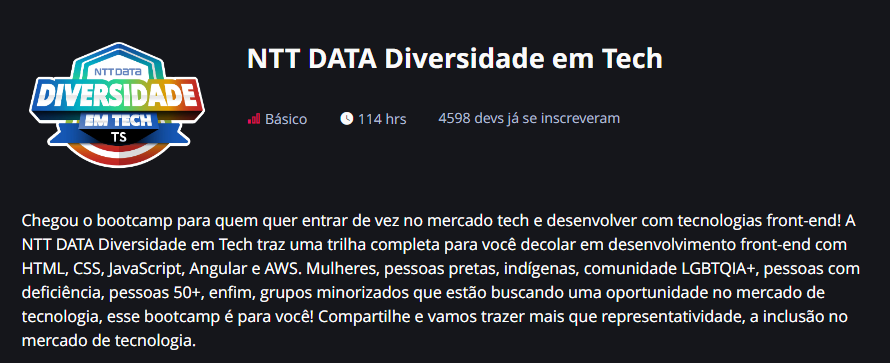 NTT DATA
DIVERSIDADE
EM TECH
TS
NTT DATA Diversidade em Tech
Básico
114 hrs
4598 devs já se inscreveram
Chegou o bootcamp para quem quer entrar de vez no mercado tech e desenvolver com tecnologias front-end! A
NTT DATA Diversidade em Tech traz uma trilha completa para você decolar em desenvolvimento front-end com
HTML, CSS, JavaScript, Angular e AWS. Mulheres, pessoas pretas, indígenas, comunidade LGBTQIA+, pessoas com
deficiência, pessoas 50+, enfim, grupos minorizados que estão buscando uma oportunidade no mercado de
tecnologia, esse bootcamp é para você! Compartilhe e vamos trazer mais que representatividade, a inclusão no
mercado de tecnologia.